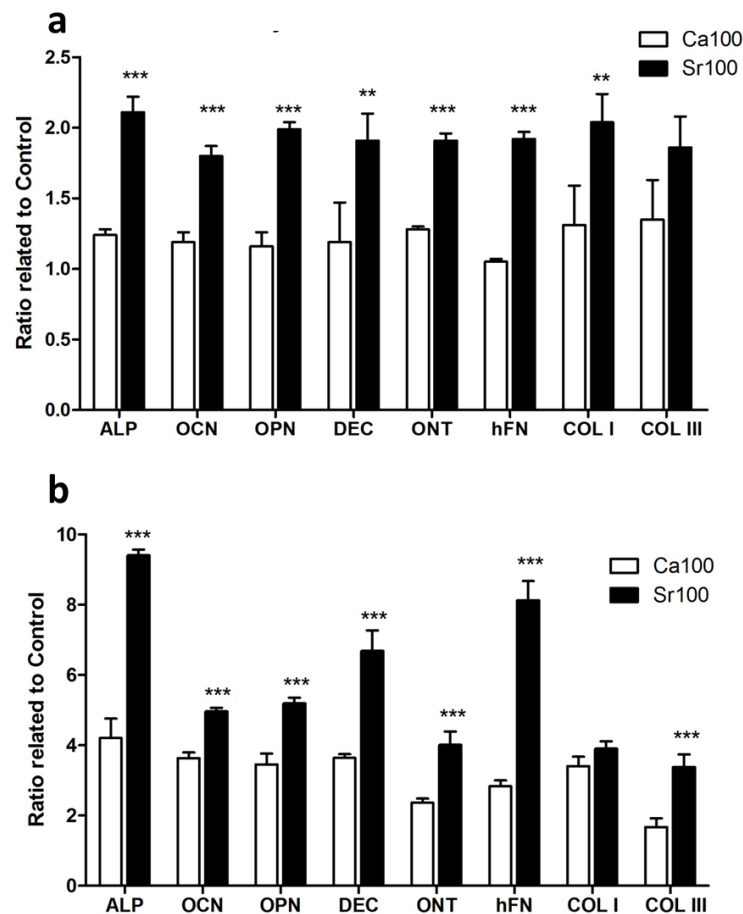 a
Ca100
Sr100
Ratio related to Control
2.5
2.0
1.5
1.0
0.5
0.0
*** *** *** ** *** *** **
ALP OCN OPN DEC ONT hFN COL I COL III
b
Ca100
Sr100
Ratio related to Control
10
8
6
4
2
0
*** *** *** *** *** *** ***
ALP OCN OPN DEC ONT hFN COL I COL III